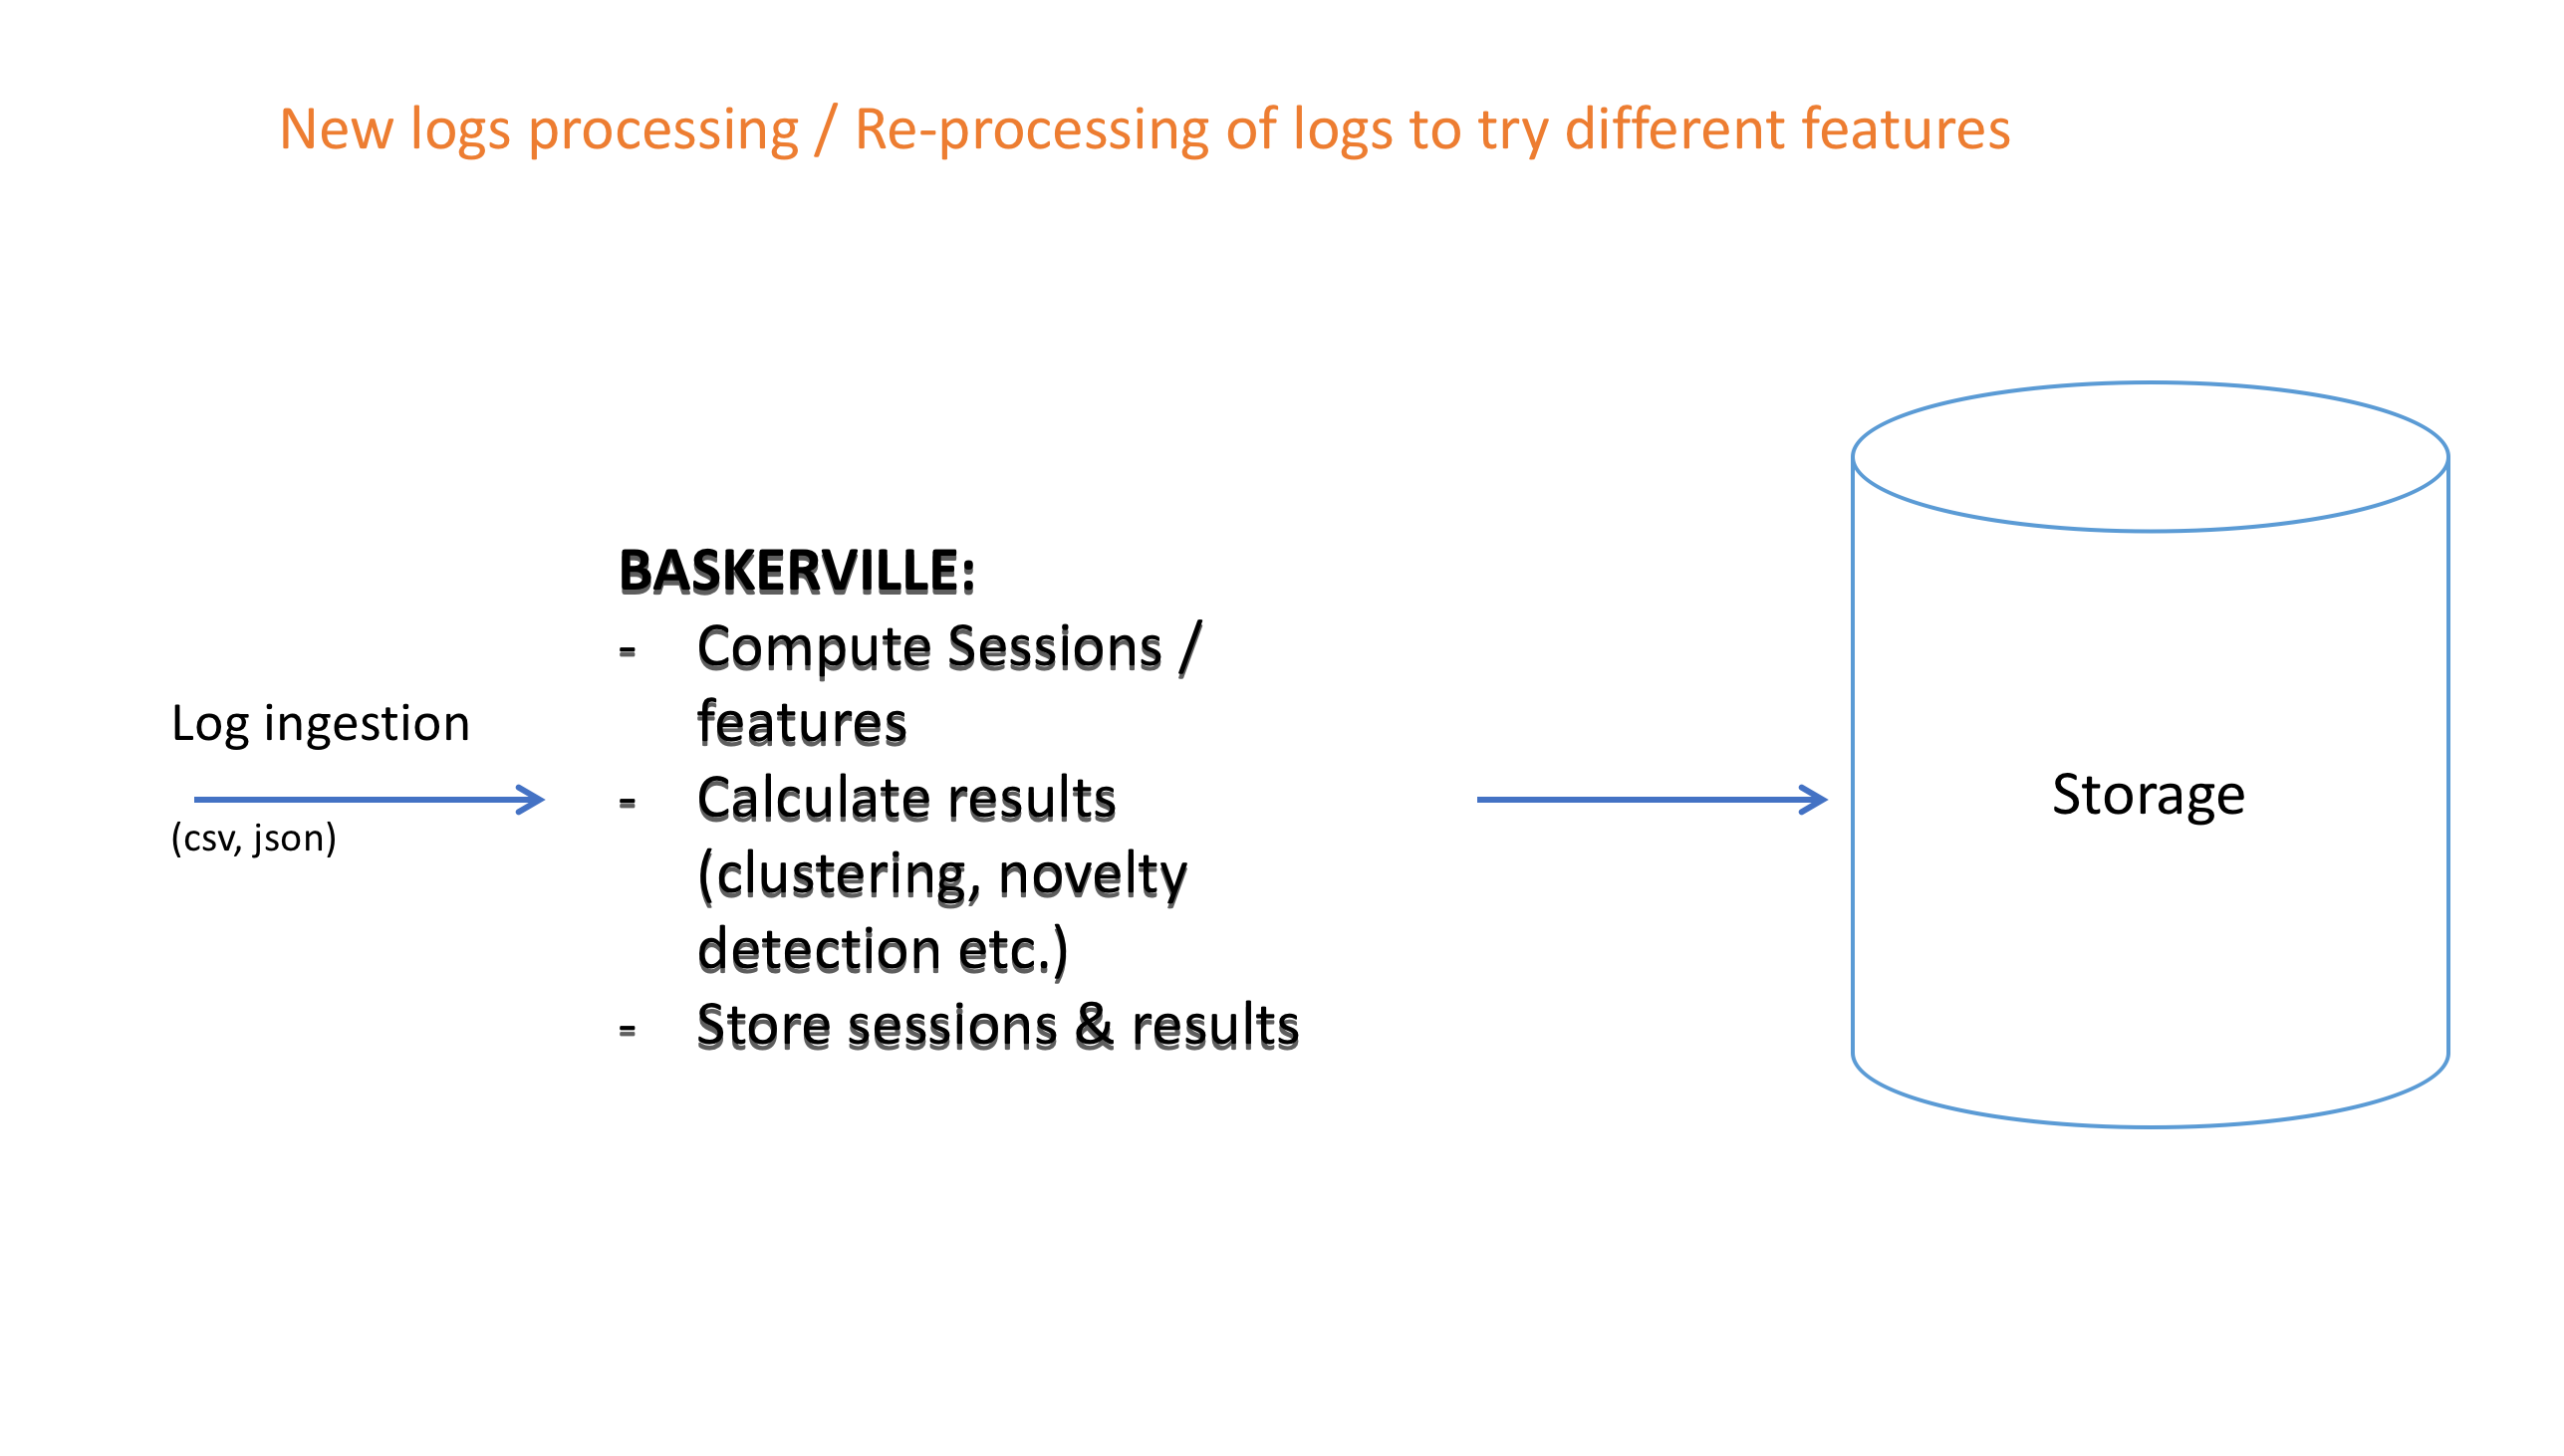 New logs processing / Re-processing of logs to try different features
BASKERVILLE:
- Compute Sessions /
features
- Calculate results
(clustering, novelty
detection etc.)
- Store sessions & results
Log ingestion
(csv, json)
Storage